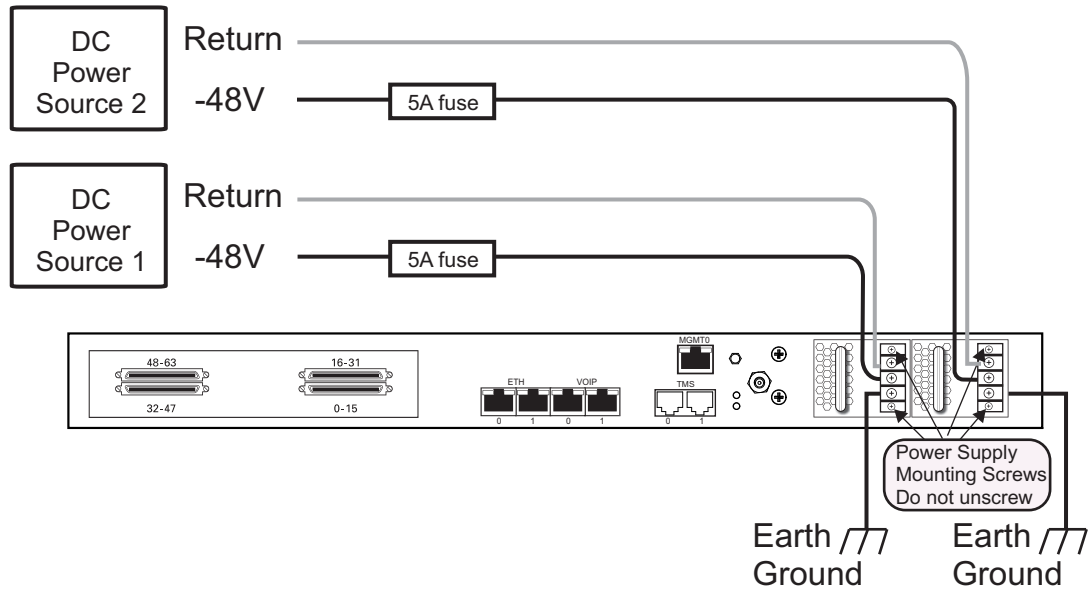 DC
Power
Source 2
Return
-48V
5A fuse
DC
Power
Source 1
Return
-48V
5A fuse
48-63
32-47
16-31
0-15
ETH
VOIP
0 1 0 1
MGMT0
TMS
0 1
Power Supply
Mounting Screws
Do not unscrew
Earth
Ground
Earth
Ground